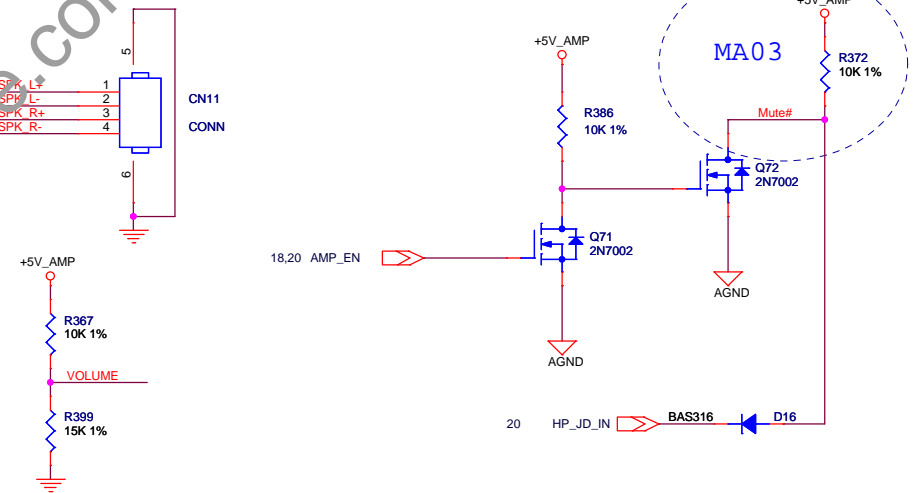 +5V_AMP
MA03
R372
10K 1%
+5V_AMP
5
R386
10K 1%
Mute#
SPK_L+
1
SPK_L-
2
SPK_R+
3
SPK_R-
4
CN11
CONN
6
Q72
2N7002
Q71
2N7002
18,20
AMP_EN
+5V_AMP
AGND
R367
10K 1%
AGND
VOLUME
R399
15K 1%
20
HP_JD_IN
BAS316
D16
e.com